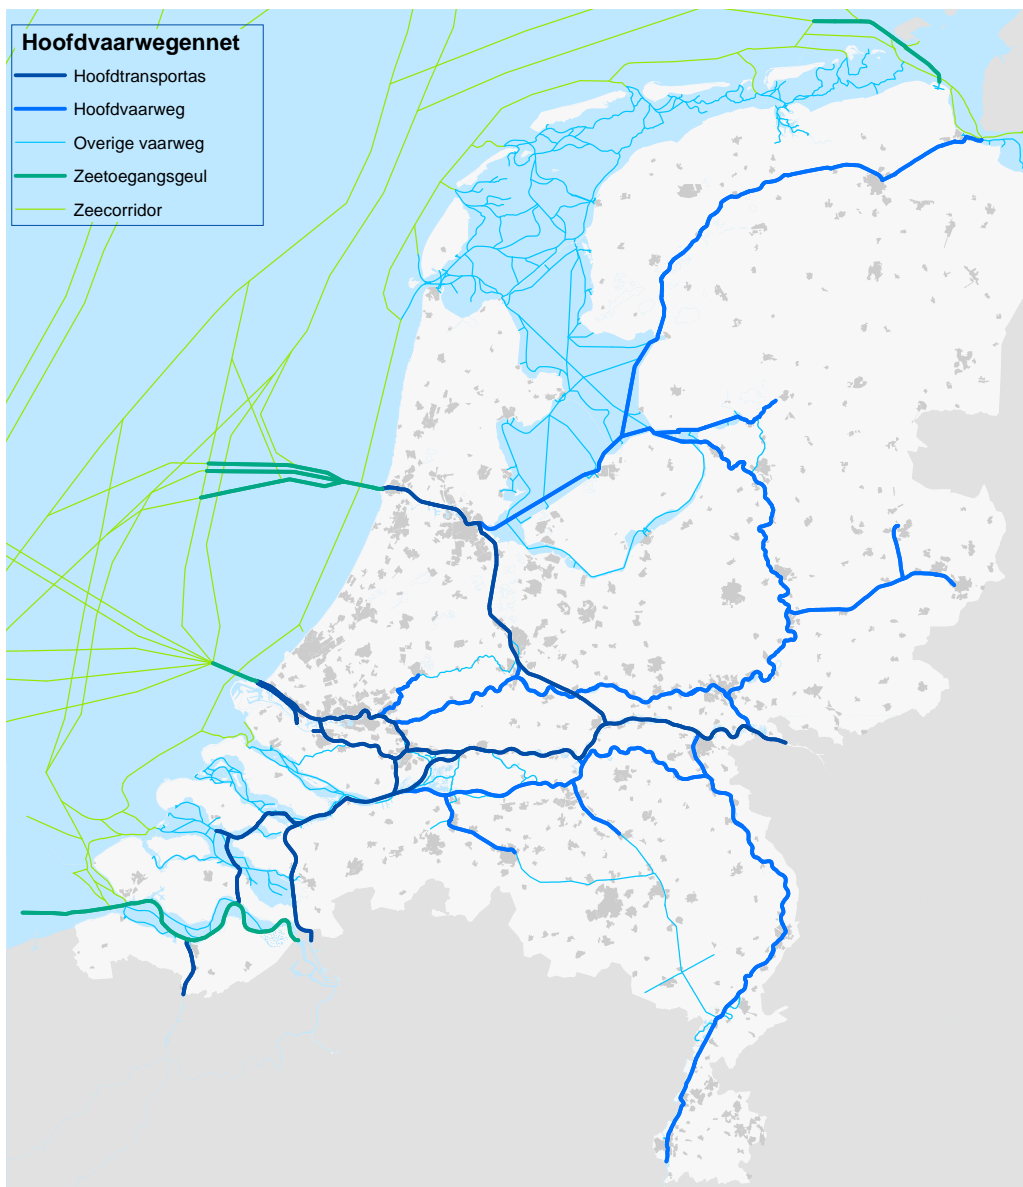 Hoofdvaarwegennet
Hoofdtransportas
Hoofdvaarweg
Overige vaarweg
Zeetoegangsgeul
Zeecorridor